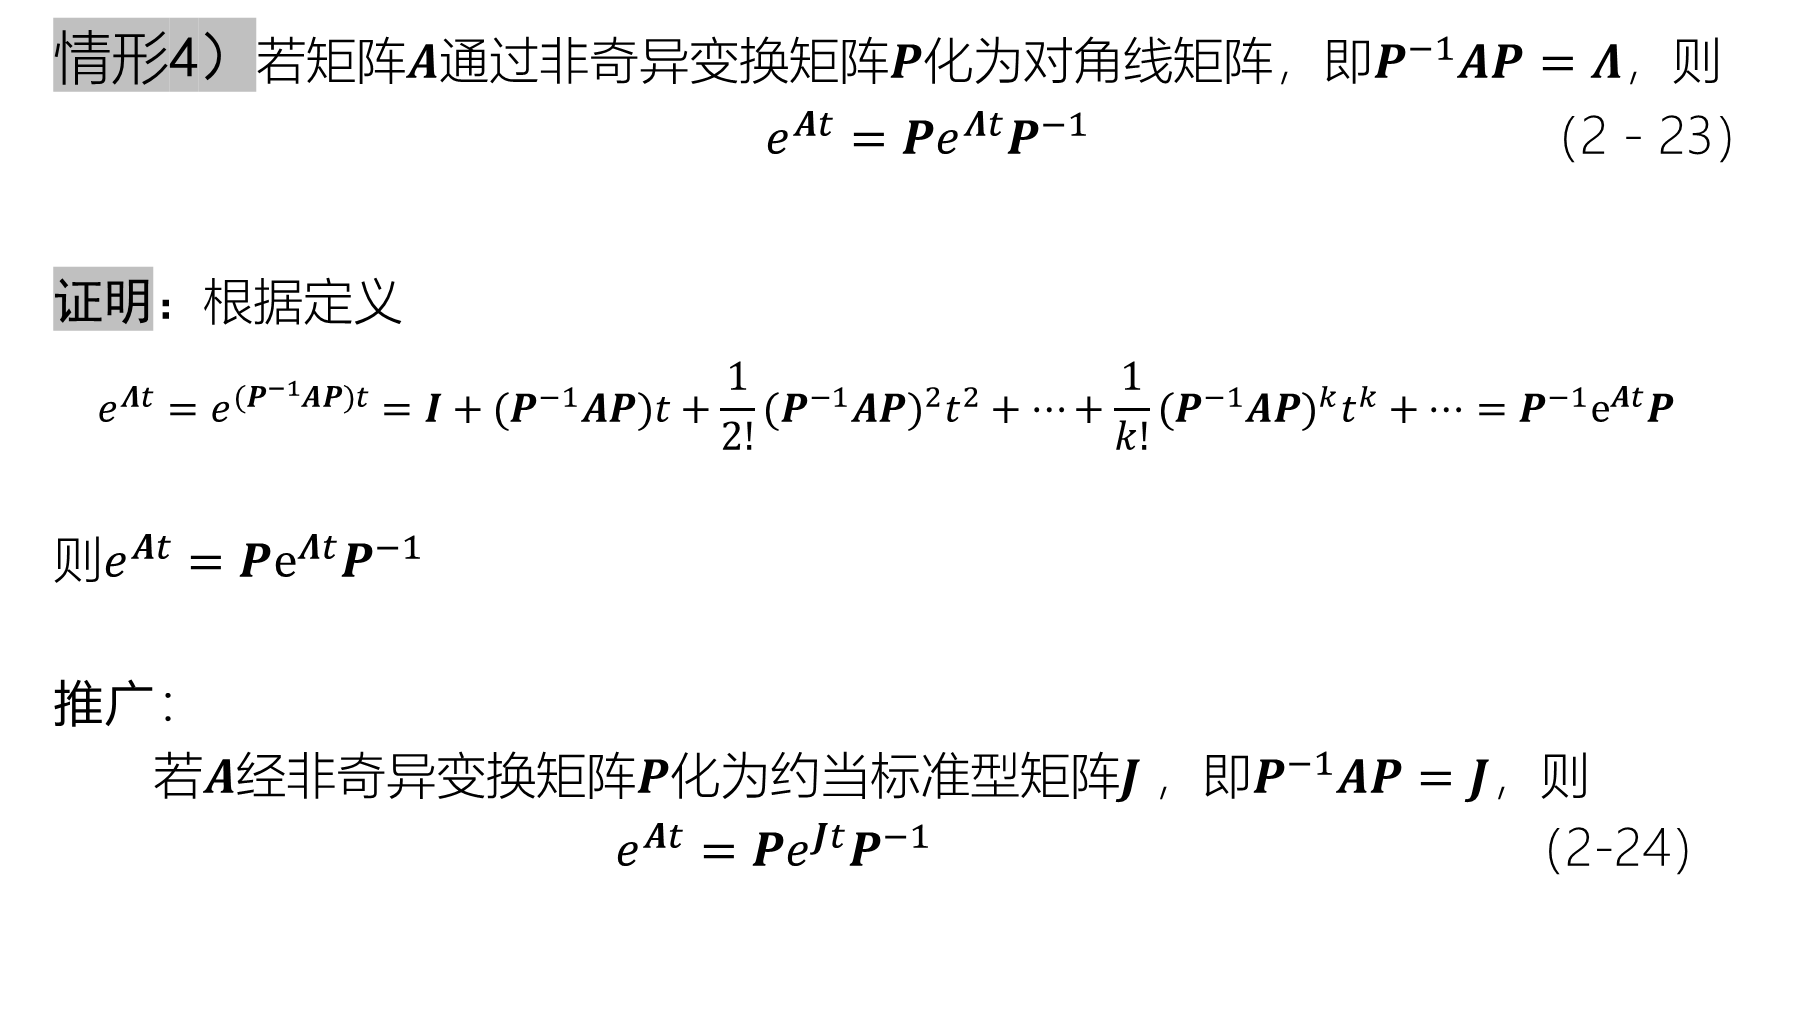 情形4）若矩阵A通过非奇异变换矩阵P化为对角线矩阵，即P⁻¹AP = Λ，则
e^{At} = Pe^{Λt}P⁻¹ (2 - 23)
证明：根据定义
e^{Λt} = e^{(P⁻¹AP)t} = I + (P⁻¹AP)t + \frac{1}{2!}(P⁻¹AP)²t² + ⋯ + \frac{1}{k!}(P⁻¹AP)^k t^k + ⋯ = P⁻¹e^{At}P
则e^{At} = Pe^{Λt}P⁻¹
推广：
若A经非奇异变换矩阵P化为约当标准型矩阵J ，即P⁻¹AP = J，则
e^{At} = Pe^{Jt}P⁻¹ (2-24)